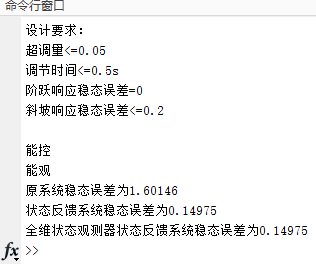 命令行窗口
设计要求:
超调量<=0.05
调节时间<=0.5s
阶跃响应稳态误差=0
斜坡响应稳态误差<=0.2
能控
能观
原系统稳态误差为1.60146
状态反馈系统稳态误差为0.14975
全维状态观测器状态反馈系统稳态误差为0.14975
fx >>